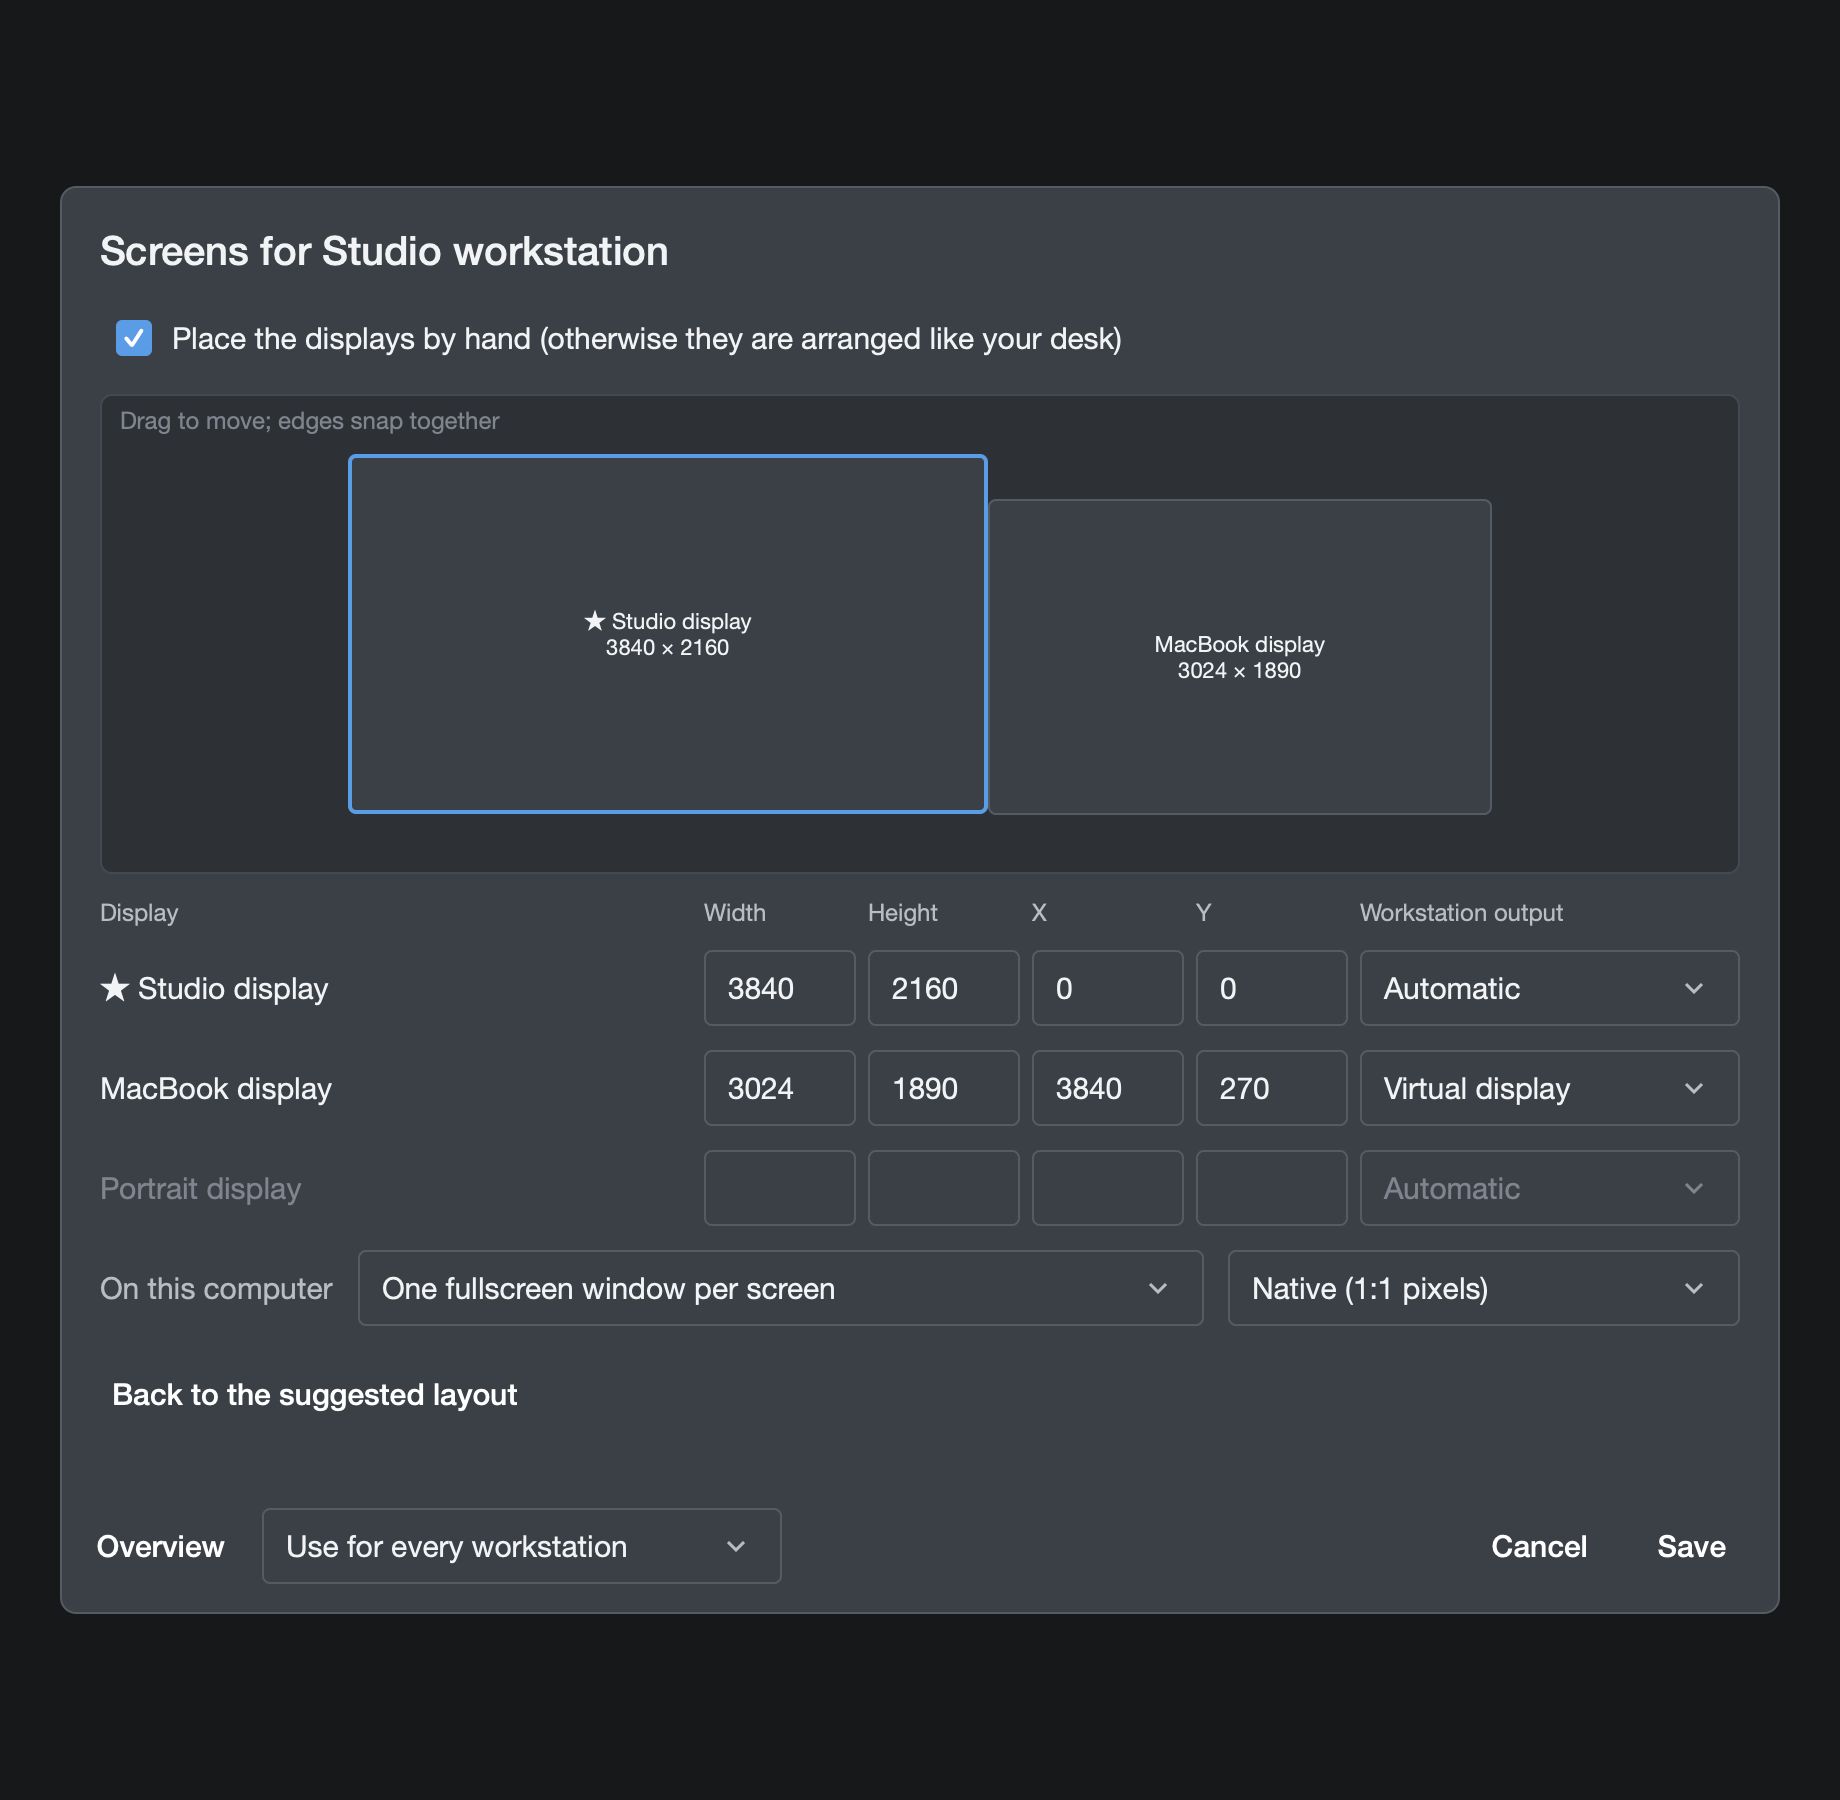 Screens for Studio workstation
Place the displays by hand (otherwise they are arranged like your desk)
Drag to move; edges snap together
★ Studio display
3840 × 2160
MacBook display
3024 × 1890
Display Width Height X Y Workstation output
★ Studio display 3840 2160 0 0 Automatic
MacBook display 3024 1890 3840 270 Virtual display
Portrait display Automatic
On this computer One fullscreen window per screen Native (1:1 pixels)
Back to the suggested layout
Overview Use for every workstation Cancel Save